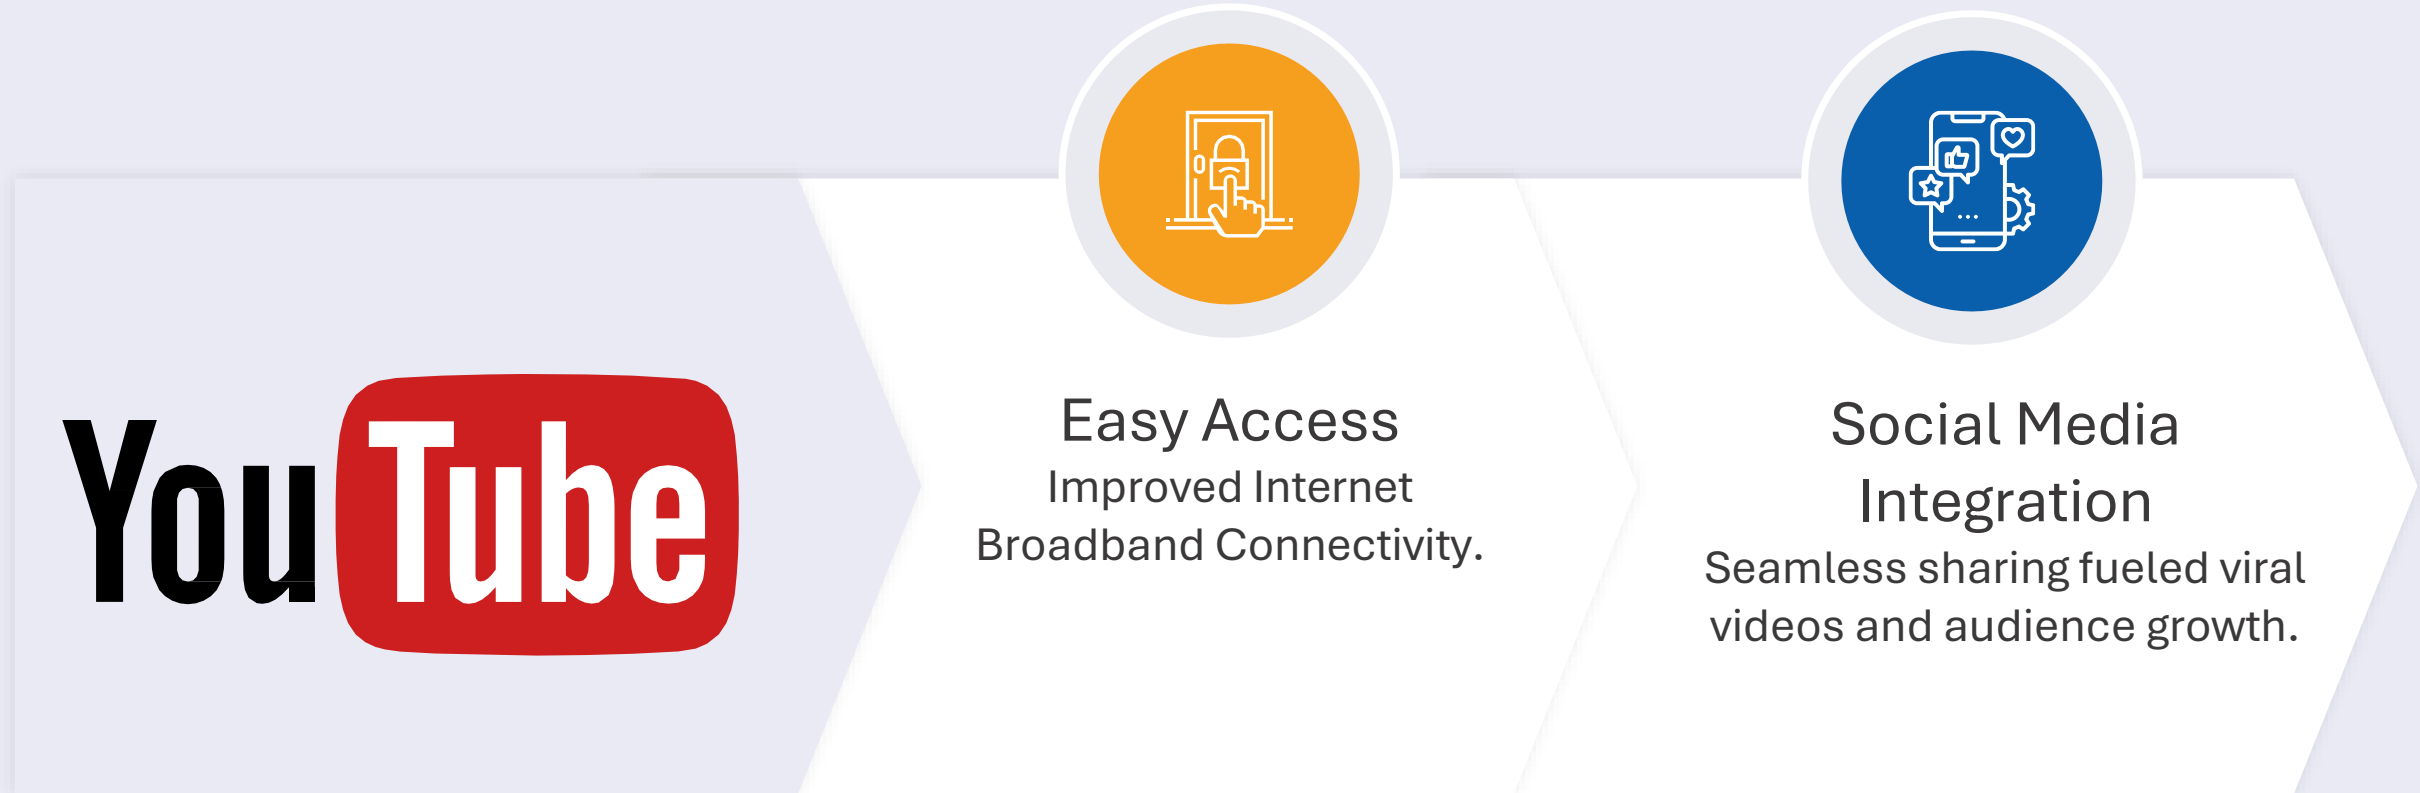 YouTube
Easy Access
Improved Internet
Broadband Connectivity.
Social Media
Integration
Seamless sharing fueled viral
videos and audience growth.